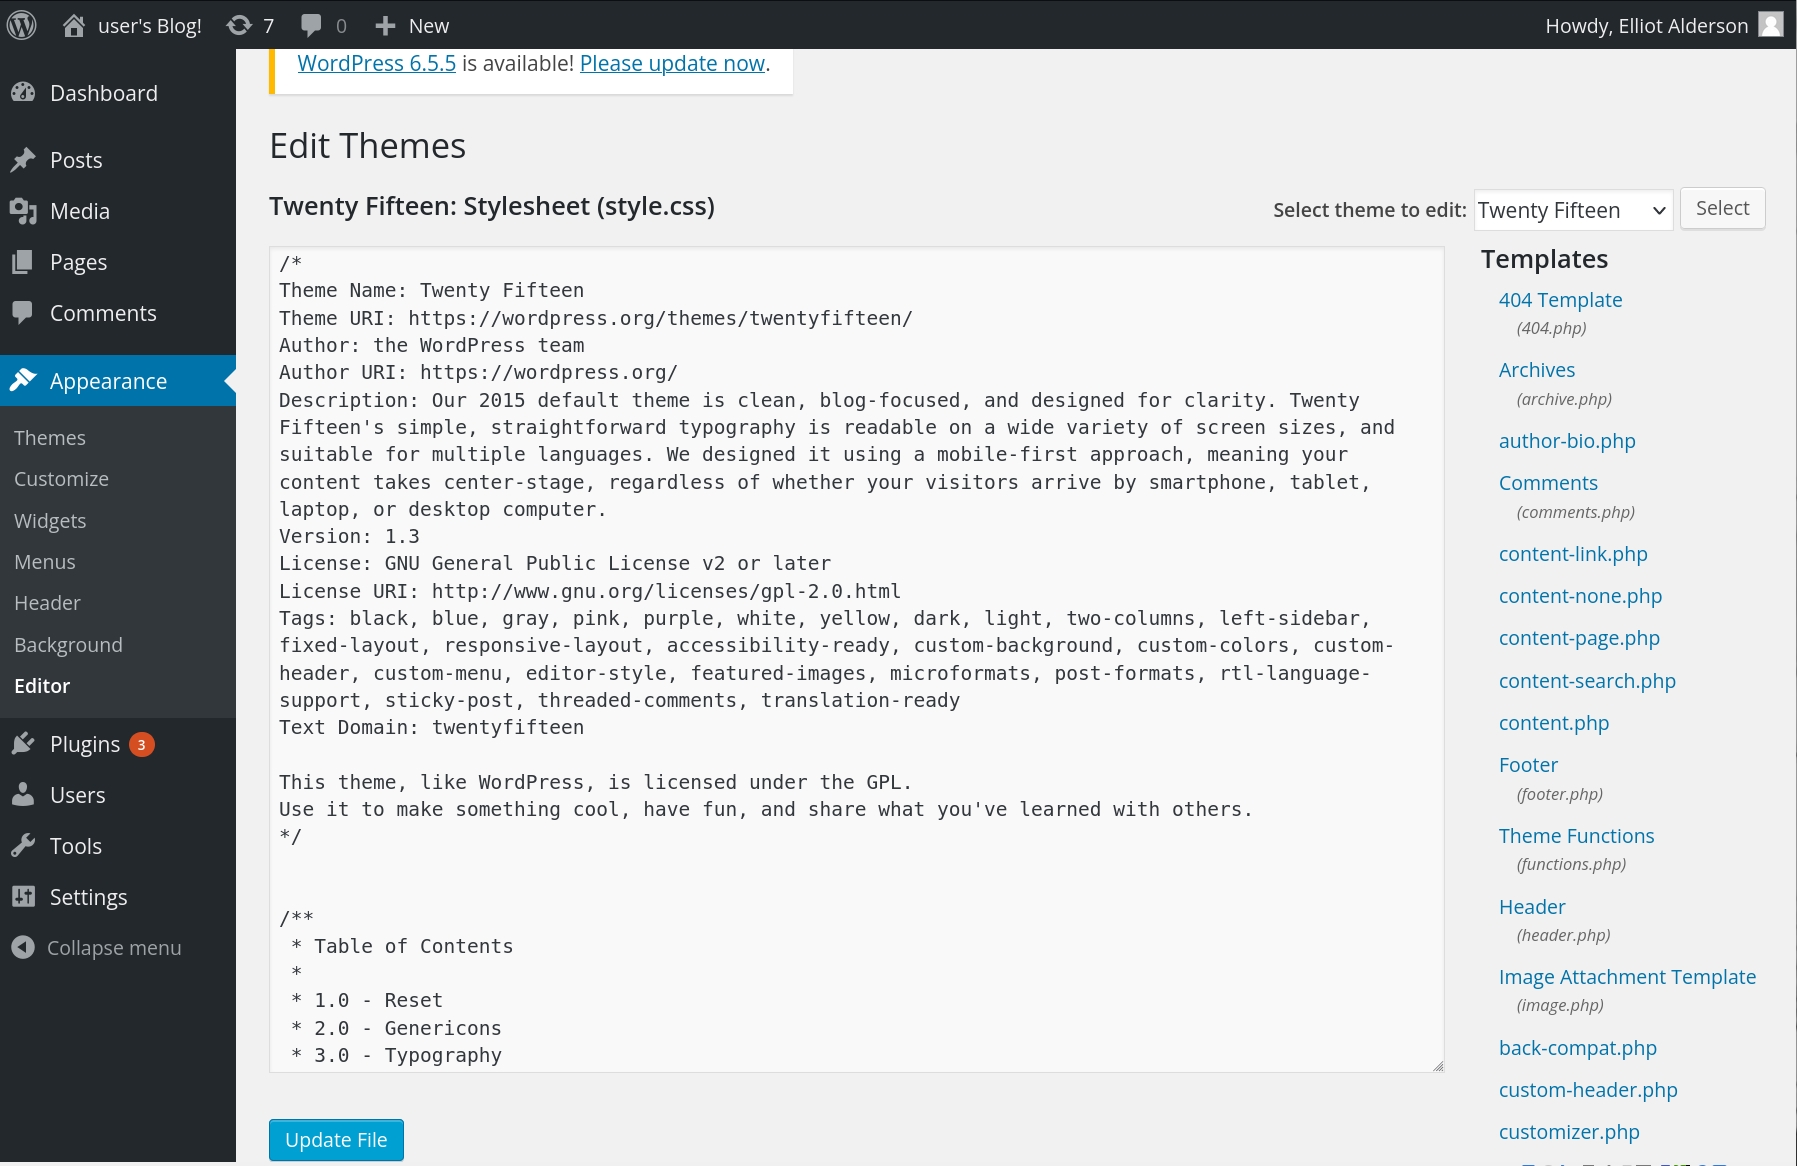 user's Blog! 7 0 New Howdy, Elliot Alderson
WordPress 6.5.5 is available! Please update now.
Dashboard
Posts
Media
Pages
Comments
Appearance
Themes
Customize
Widgets
Menus
Header
Background
Editor
Plugins 3
Users
Tools
Settings
Collapse menu
Edit Themes
Twenty Fifteen: Stylesheet (style.css)
Select theme to edit: Twenty Fifteen Select
/*
Theme Name: Twenty Fifteen
Theme URI: https://wordpress.org/themes/twentyfifteen/
Author: the WordPress team
Author URI: https://wordpress.org/
Description: Our 2015 default theme is clean, blog-focused, and designed for clarity. Twenty
Fifteen's simple, straightforward typography is readable on a wide variety of screen sizes, and
suitable for multiple languages. We designed it using a mobile-first approach, meaning your
content takes center-stage, regardless of whether your visitors arrive by smartphone, tablet,
laptop, or desktop computer.
Version: 1.3
License: GNU General Public License v2 or later
License URI: http://www.gnu.org/licenses/gpl-2.0.html
Tags: black, blue, gray, pink, purple, white, yellow, dark, light, two-columns, left-sidebar,
fixed-layout, responsive-layout, accessibility-ready, custom-background, custom-colors, custom-
header, custom-menu, editor-style, featured-images, microformats, post-formats, rtl-language-
support, sticky-post, threaded-comments, translation-ready
Text Domain: twentyfifteen
This theme, like WordPress, is licensed under the GPL.
Use it to make something cool, have fun, and share what you've learned with others.
*/
/**
* Table of Contents
*
* 1.0 - Reset
* 2.0 - Genericons
* 3.0 - Typography
Update File
Templates
404 Template
(404.php)
Archives
(archive.php)
author-bio.php
Comments
(comments.php)
content-link.php
content-none.php
content-page.php
content-search.php
content.php
Footer
(footer.php)
Theme Functions
(functions.php)
Header
(header.php)
Image Attachment Template
(image.php)
back-compat.php
custom-header.php
customizer.php